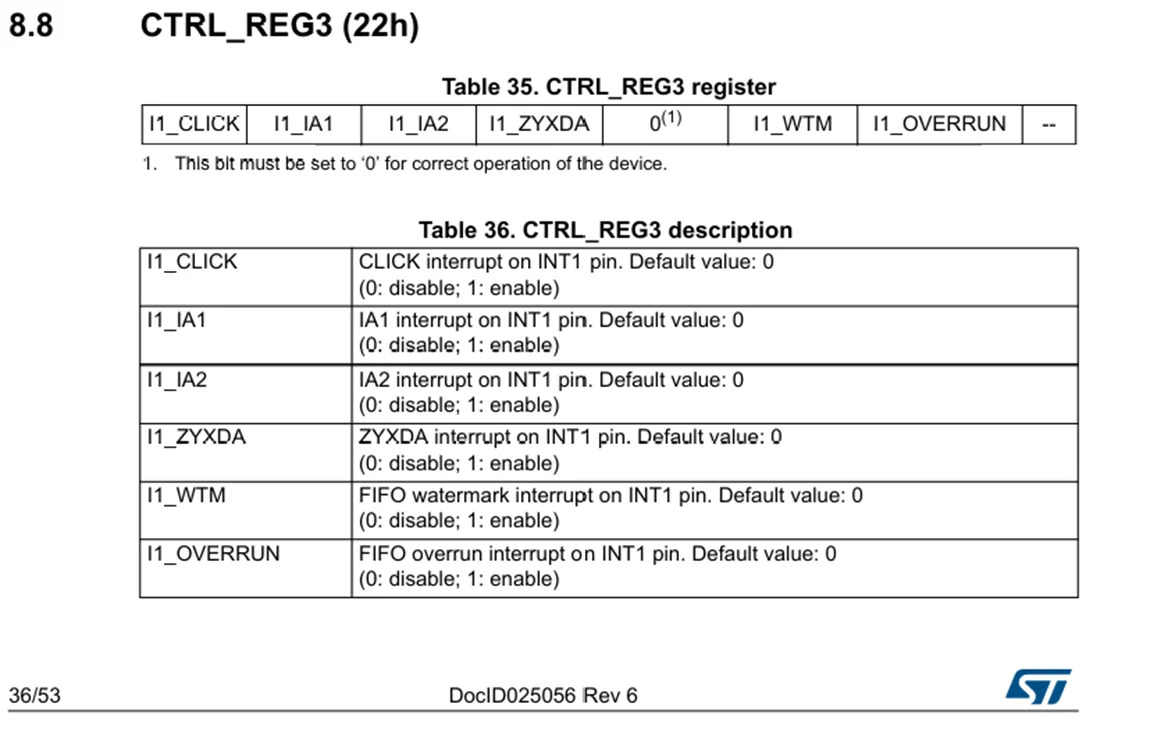 8.8 CTRL_REG3 (22h)
Table 35. CTRL_REG3 register
I1_CLICK I1_IA1 I1_IA2 I1_ZYXDA 0(1) I1_WTM I1_OVERRUN --
1. This bit must be set to ‘0’ for correct operation of the device.
Table 36. CTRL_REG3 description
I1_CLICK CLICK interrupt on INT1 pin. Default value: 0
(0: disable; 1: enable)
I1_IA1 IA1 interrupt on INT1 pin. Default value: 0
(0: disable; 1: enable)
I1_IA2 IA2 interrupt on INT1 pin. Default value: 0
(0: disable; 1: enable)
I1_ZYXDA ZYXDA interrupt on INT1 pin. Default value: 0
(0: disable; 1: enable)
I1_WTM FIFO watermark interrupt on INT1 pin. Default value: 0
(0: disable; 1: enable)
I1_OVERRUN FIFO overrun interrupt on INT1 pin. Default value: 0
(0: disable; 1: enable)
36/53 DocID025056 Rev 6 ST